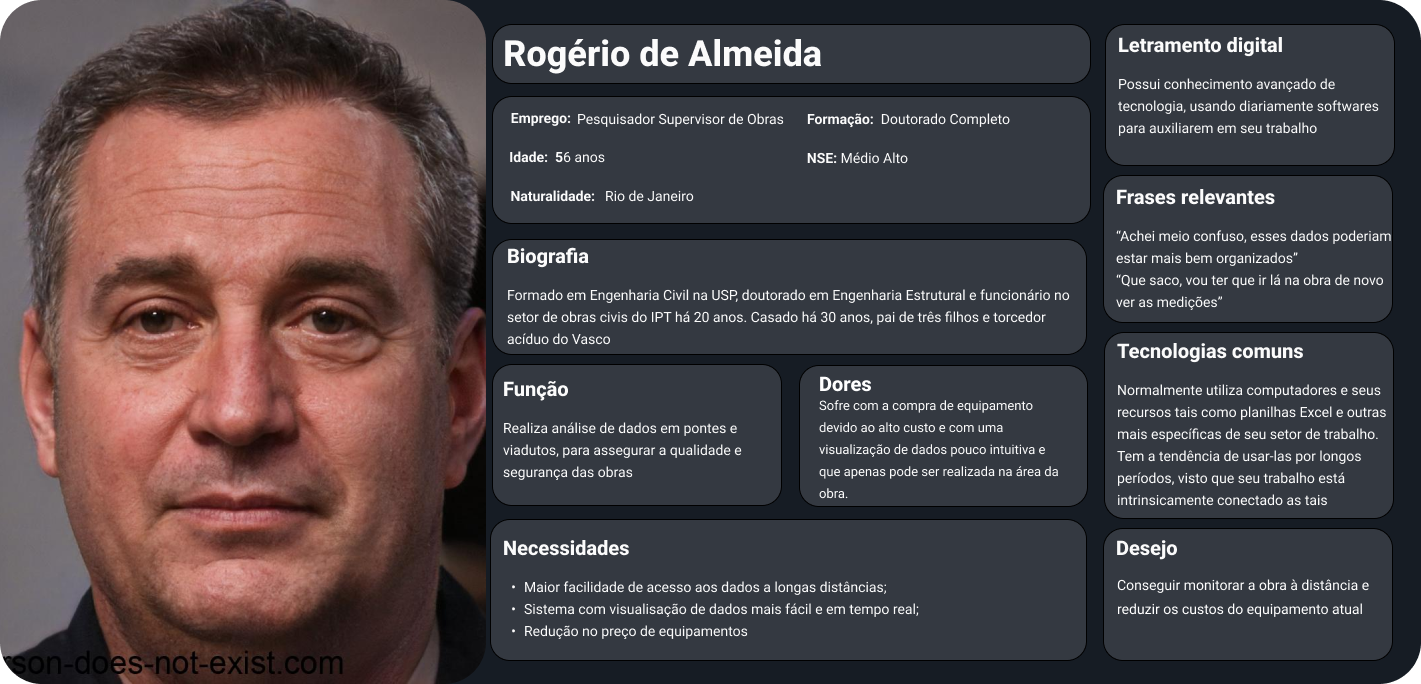 Rogério de Almeida
Emprego: Pesquisador Supervisor de Obras
Formação: Doutorado Completo
Idade: 56 anos
NSE: Médio Alto
Naturalidade: Rio de Janeiro
Biografia
Formado em Engenharia Civil na USP, doutorado em Engenharia Estrutural e funcionário no
setor de obras civis do IPT há 20 anos. Casado há 30 anos, pai de três filhos e torcedor
acíduo do Vasco
Função
Realiza análise de dados em pontes e
viadutos, para assegurar a qualidade e
segurança das obras
Dores
Sofre com a compra de equipamento
devido ao alto custo e com uma
visualização de dados pouco intuitiva e
que apenas pode ser realizada na área da
obra.
Necessidades
• Maior facilidade de acesso aos dados a longas distâncias;
• Sistema com visualisação de dados mais fácil e em tempo real;
• Redução no preço de equipamentos
Letramento digital
Possui conhecimento avançado de
tecnologia, usando diariamente softwares
para auxiliarem em seu trabalho
Frases relevantes
“Achei meio confuso, esses dados poderiam
estar mais bem organizados”
“Que saco, vou ter que ir lá na obra de novo
ver as medições”
Tecnologias comuns
Normalmente utiliza computadores e seus
recursos tais como planilhas Excel e outras
mais específicas de seu setor de trabalho.
Tem a tendência de usar-las por longos
períodos, visto que seu trabalho está
intrinsicamente conectado as tais
Desejo
Conseguir monitorar a obra à distância e
reduzir os custos do equipamento atual
rson-does-not-exist.com